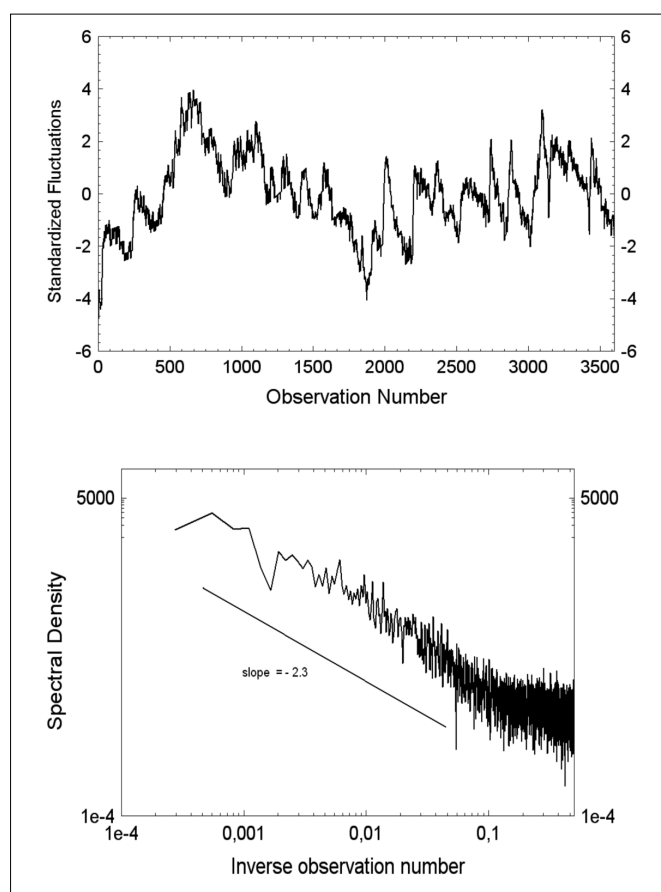 6 6
4 4
2 2
0 0
-2 -2
-4 -4
-6 -6
Standardized Fluctuations
0 500 1000 1500 2000 2500 3000 3500
Observation Number
5000 5000
Spectral Density
slope = - 2.3
1e-4 1e-4
1e-4 0,001 0,01 0,1
Inverse observation number